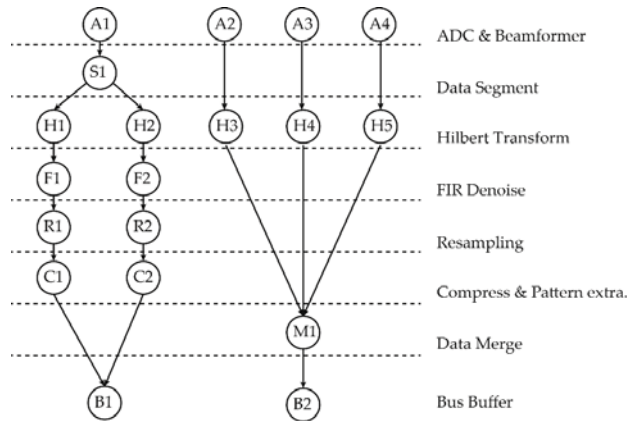 A1 A2 A3 A4 ADC & Beamformer
S1
Data Segment
H1 H2 H3 H4 H5 Hilbert Transform
F1 F2 FIR Denoise
R1 R2
Resampling
C1 C2
Compress & Pattern extra.
M1 Data Merge
B1 B2 Bus Buffer